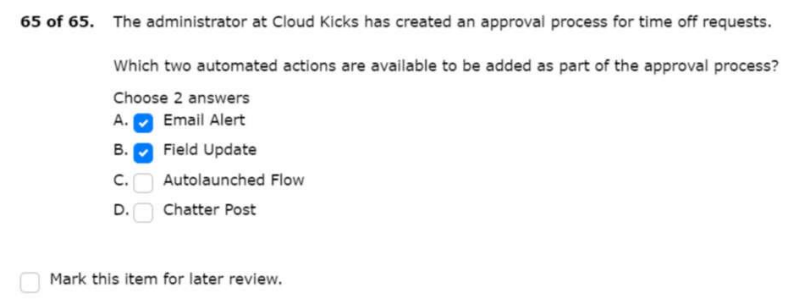 65 of 65. The administrator at Cloud Kicks has created an approval process for time off requests.
Which two automated actions are available to be added as part of the approval process?
Choose 2 answers
A. Email Alert
B. Field Update
C. Autolaunched Flow
D. Chatter Post
Mark this item for later review.